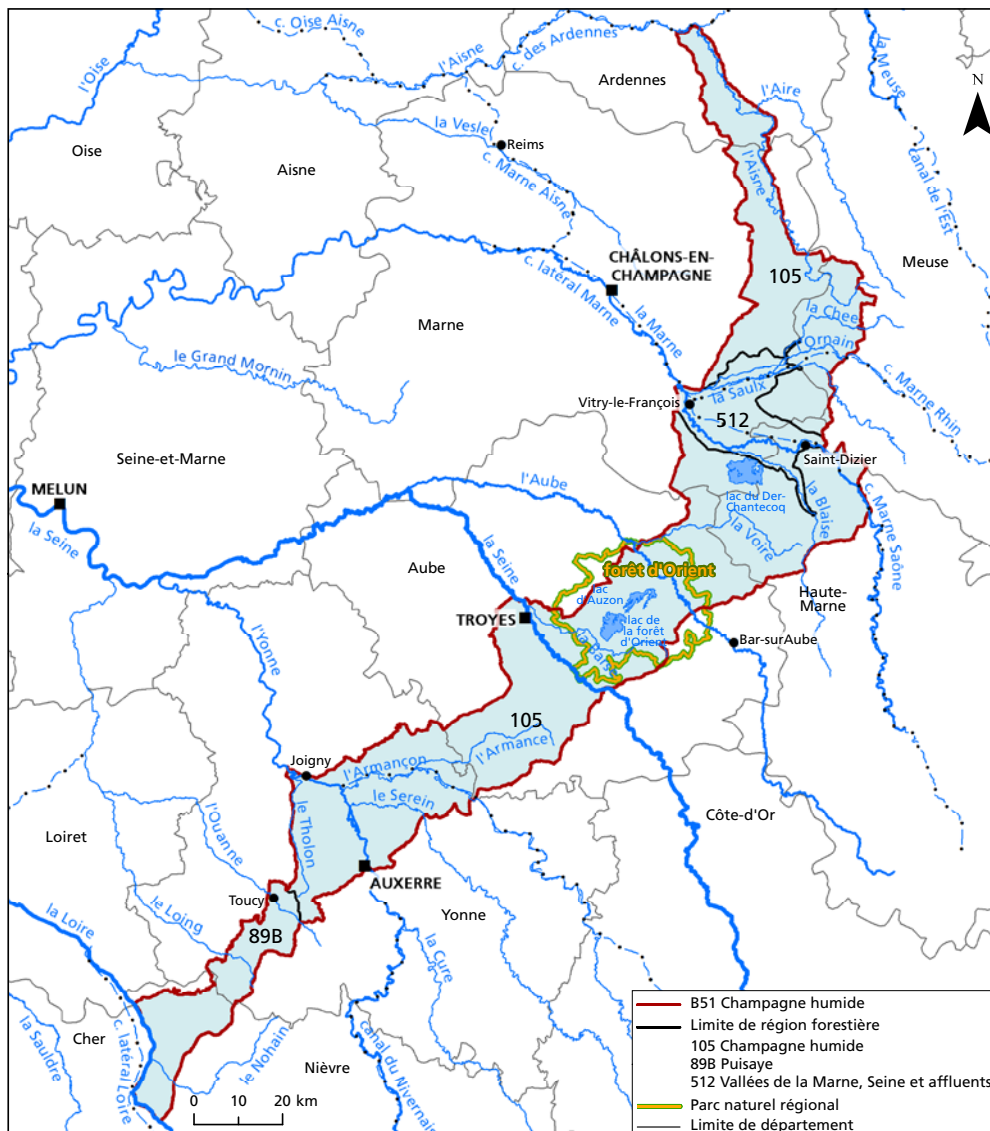 c. Oise Aisne
l'Oise
l'Aisne
c. des Ardennes
Ardennes
la Meuse
N
l'Aire
la Vesle
Reims
Oise
Aisne
c. Marne Aisne
l'Aisne
canal de l'Est
CHÂLONS-EN-
CHAMPAGNE
105
Meuse
c. latéral Marne
la Marne
Marne
la Chee
l'Ornain
le Grand Mornin
la Saulx
c. Marne Rhin
Vitry-le-François
512
Saint-Dizier
Seine-et-Marne
MELUN
l'Aube
lac du Der-
Chantecoq
la Blaise
c. Marne Saône
la Seine
la Voire
la Seine
Aube
forêt d'Orient
lac
d'Auzon
Haute-
Marne
TROYES
lac de
la forêt
d'Orient
la Barse
Bar-surAube
l'Yonne
105
l'Armance
Joigny
l'Armançon
le Serein
le Tholon
Côte-d'Or
Loiret
l'Ouanne
AUXERRE
Toucy
la Loire
le Loing
89B
Yonne
la Cure
Cher
la Sauldre
c. latéral Loire
le Nohain
Nièvre
canal du Nivernais
0 10 20 km
B51 Champagne humide
Limite de région forestière
105 Champagne humide
89B Puisaye
512 Vallées de la Marne, Seine et affluents
Parc naturel régional
Limite de département